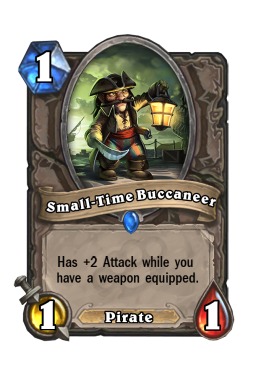 1
Small-Time Buccaneer
Has +2 Attack while you
have a weapon equipped.
1
Pirate
1